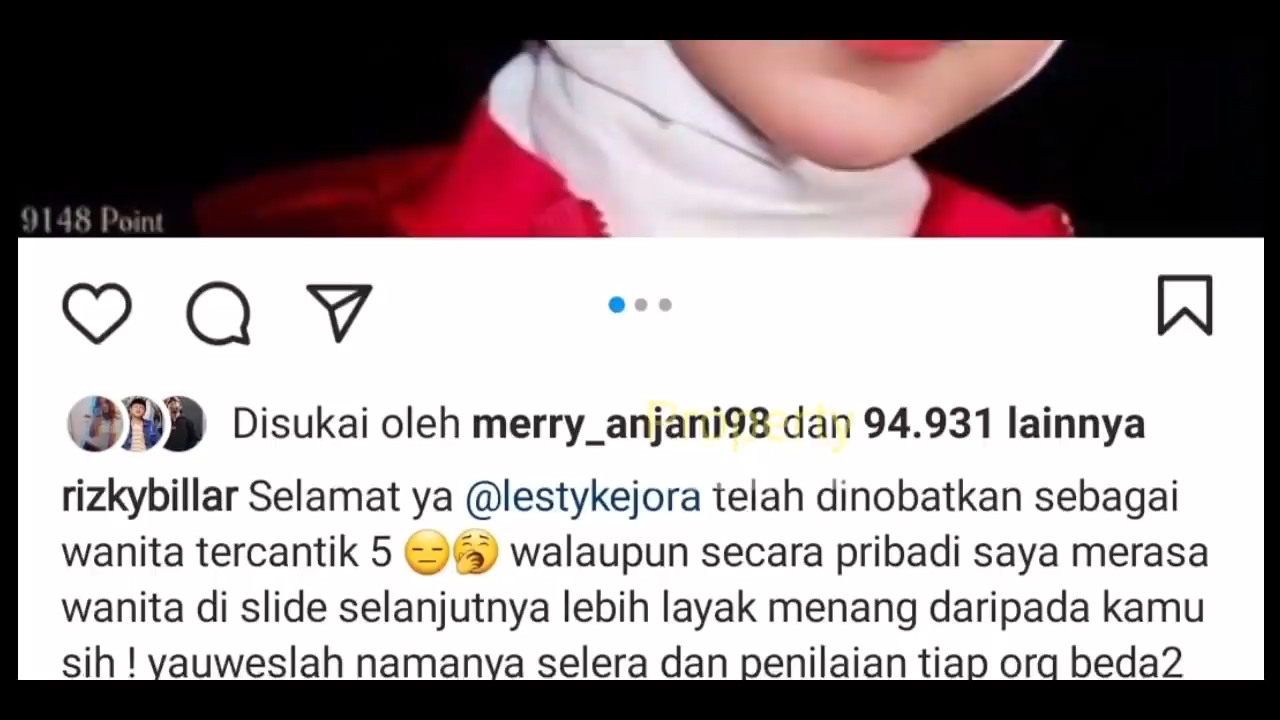 9148 Point
Disukai oleh merry_anjani98 dan 94.931 lainnya
Property
rizkybillar Selamat ya @lestykejora telah dinobatkan sebagai
wanita tercantik 5 😑🥱 walaupun secara pribadi saya merasa
wanita di slide selanjutnya lebih layak menang daripada kamu
sih ! yauweslah namanya selera dan penilaian tiap org beda2